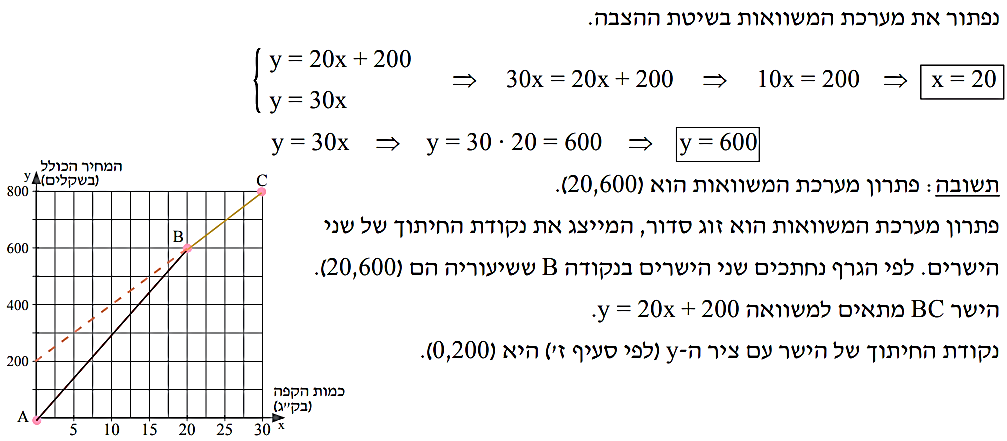 נפתור את מערכת המשוואות בשיטת ההצבה.
y = 20x + 200
y = 30x
⇒ 30x = 20x + 200 ⇒ 10x = 200 ⇒ x = 20
y = 30x ⇒ y = 30 · 20 = 600 ⇒ y = 600
תשובה: פתרון מערכת המשוואות הוא (20,600).
פתרון מערכת המשוואות הוא זוג סדור, המייצג את נקודת החיתוך של שני
הישרים. לפי הגרף נחתכים שני הישרים בנקודה B ששיעוריה הם (20,600).
הישר BC מתאים למשוואה y = 20x + 200.
נקודת החיתוך של הישר עם ציר ה-y (לפי סעיף ז') היא (0,200).
המחיר הכולל
(בשקלים)
y
C
800
B
600
400
200
כמות הקפה
(בק״ג)
A
5 10 15 20 25 30 x